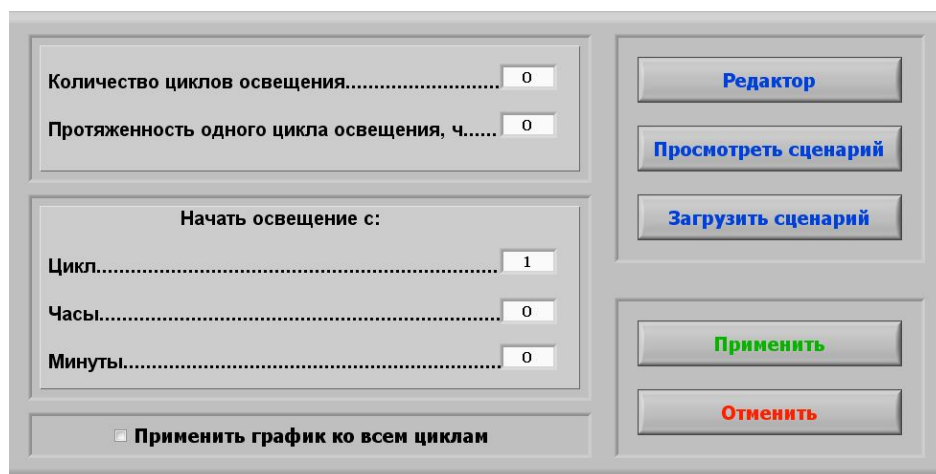 Количество циклов освещения........................... 0
Протяженность одного цикла освещения, ч...... 0
Начать освещение с:
Цикл...................................................................... 1
Часы...................................................................... 0
Минуты.................................................................. 0
Применить график ко всем циклам
Редактор
Просмотреть сценарий
Загрузить сценарий
Применить
Отменить